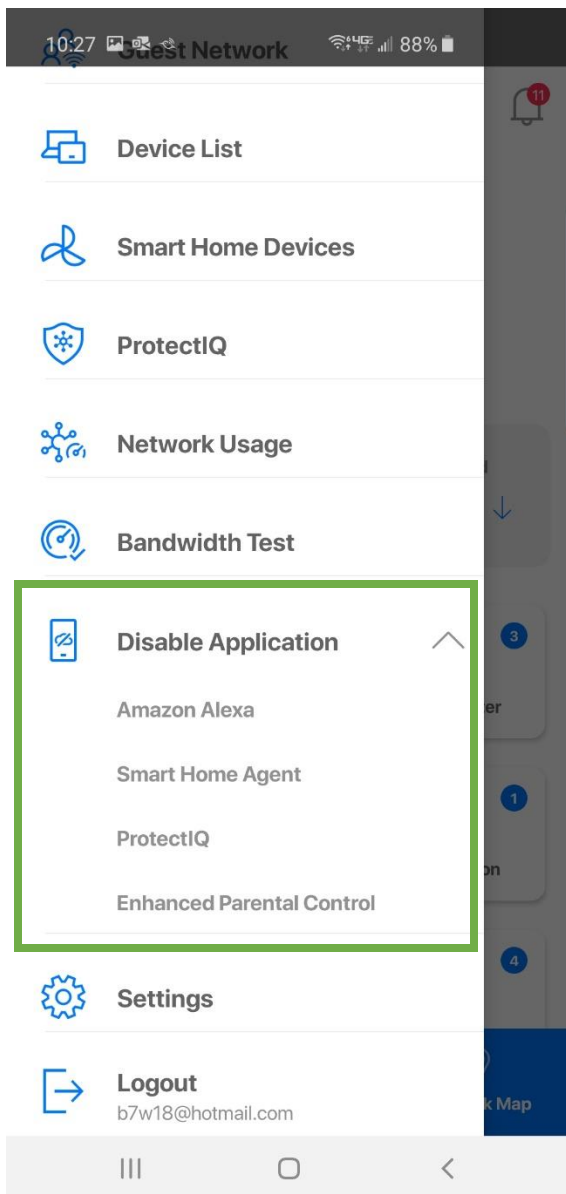 10:27
4GE
88%
Guest Network
11
Device List
Smart Home Devices
ProtectIQ
Network Usage
Bandwidth Test
Disable Application
3
Amazon Alexa
er
Smart Home Agent
1
ProtectIQ
on
Enhanced Parental Control
4
Settings
Logout
b7w18@hotmail.com
k Map